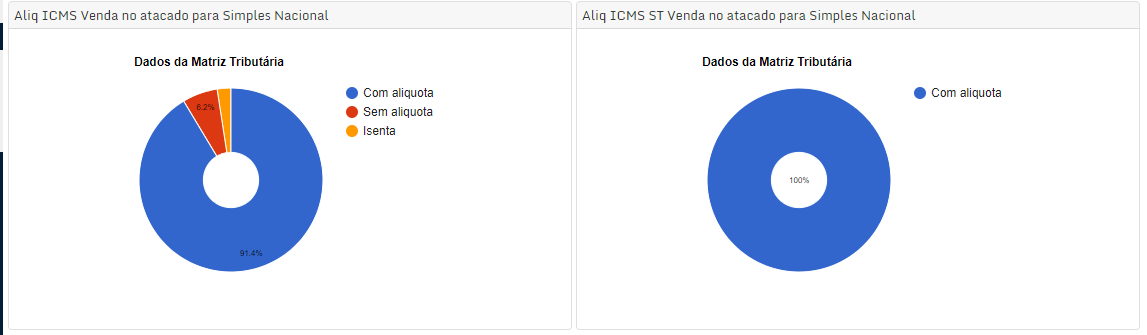 Aliq ICMS Venda no atacado para Simples Nacional
Dados da Matriz Tributária
Com aliquota
Sem aliquota
Isenta
6.2%
91.4%
Aliq ICMS ST Venda no atacado para Simples Nacional
Dados da Matriz Tributária
Com aliquota
100%